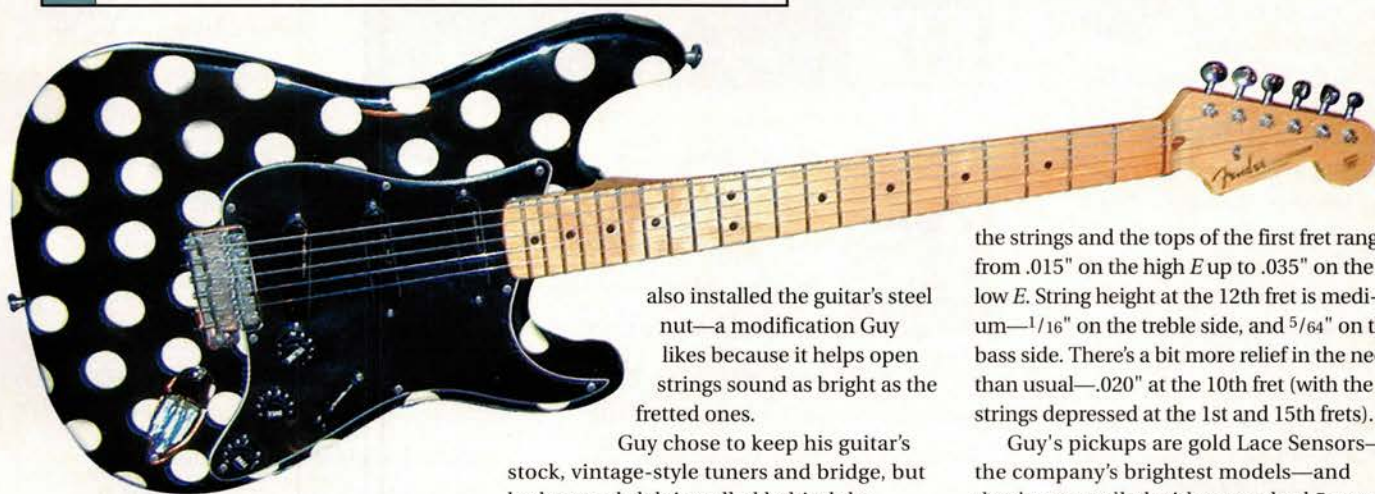 Fender
also installed the guitar's steel
nut—a modification Guy
likes because it helps open
strings sound as bright as the
fretted ones.
Guy chose to keep his guitar's
stock, vintage-style tuners and bridge, but
the strings and the tops of the first fret rang
from .015" on the high E up to .035" on the
low E. String height at the 12th fret is medi-
um—1/16" on the treble side, and 5/64" on t
bass side. There's a bit more relief in the ne
than usual—.020" at the 10th fret (with the
strings depressed at the 1st and 15th frets).
Guy's pickups are gold Lace Sensors—
the company's brightest models—and